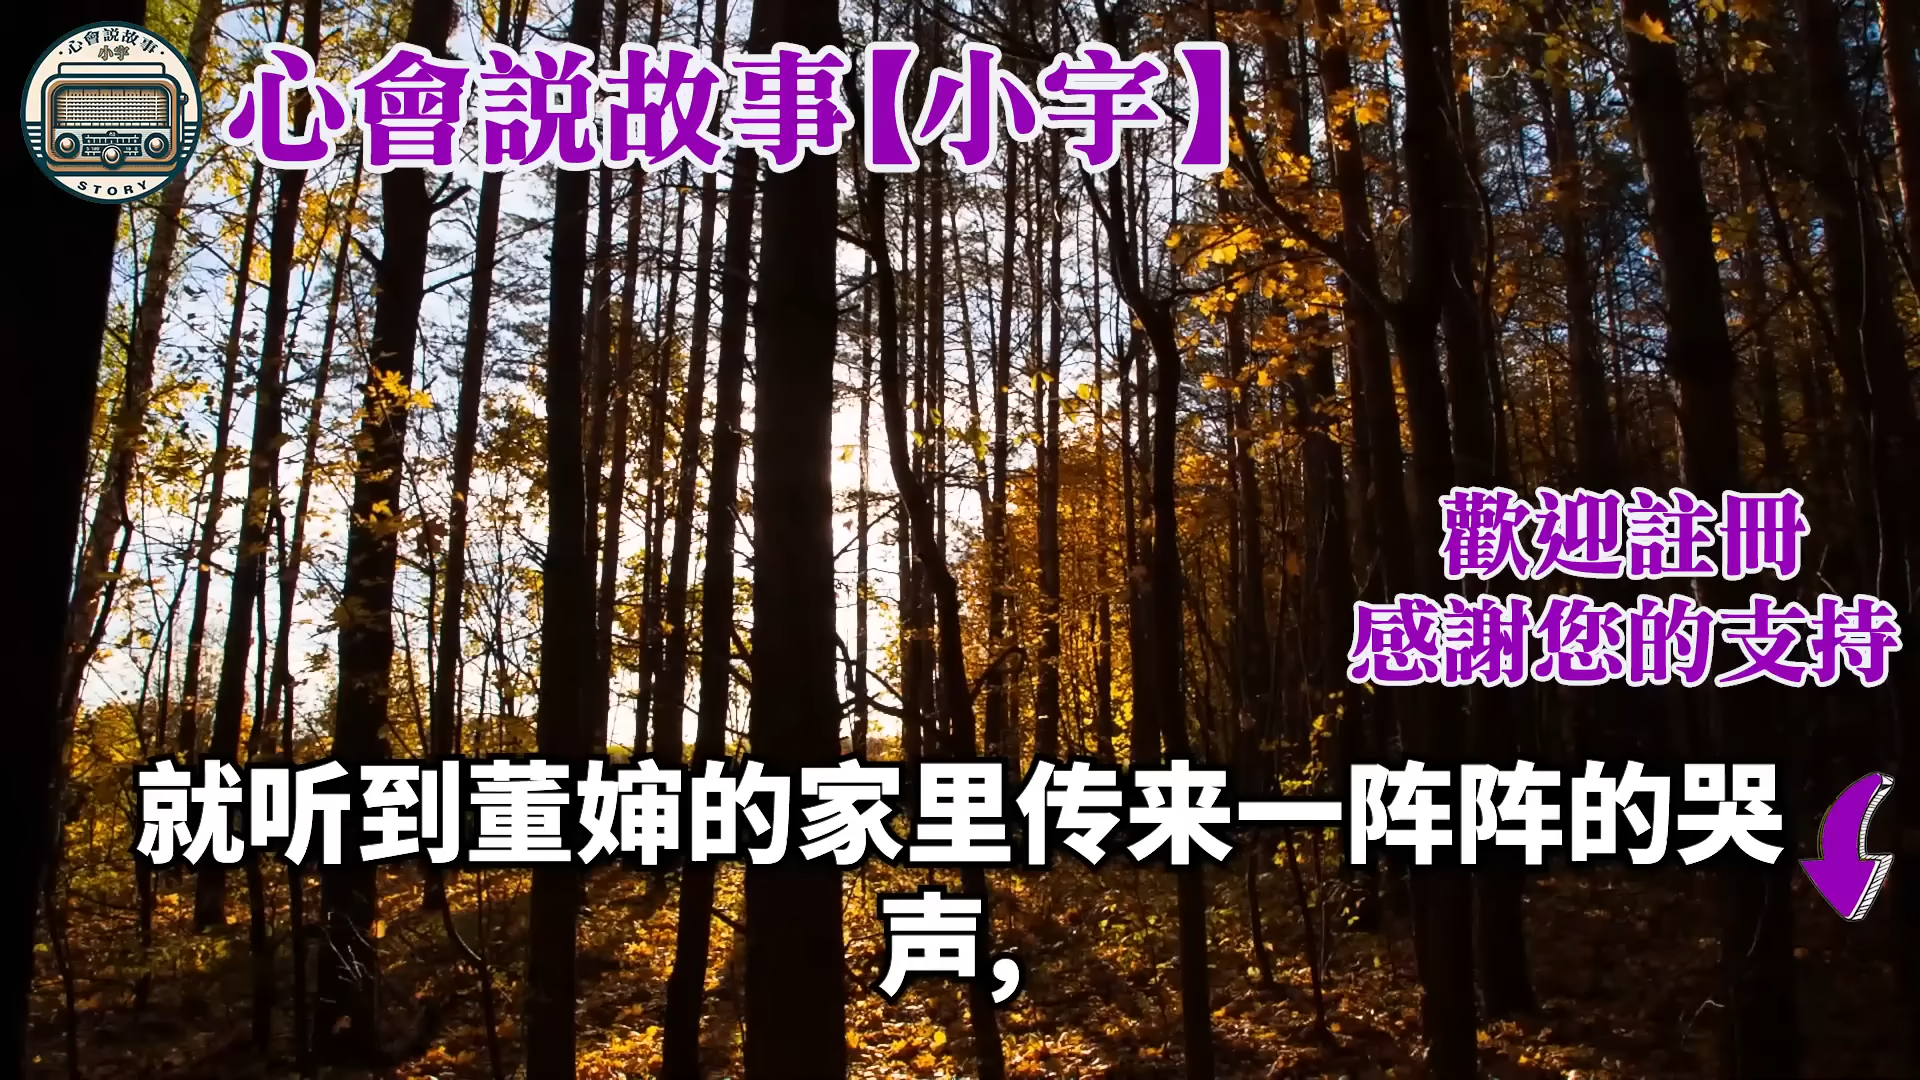 ·心會説故事·
小宇
STORY
心會説故事【小宇】
歡迎註冊
感謝您的支持
就听到董婶的家里传来一阵阵的哭
声,